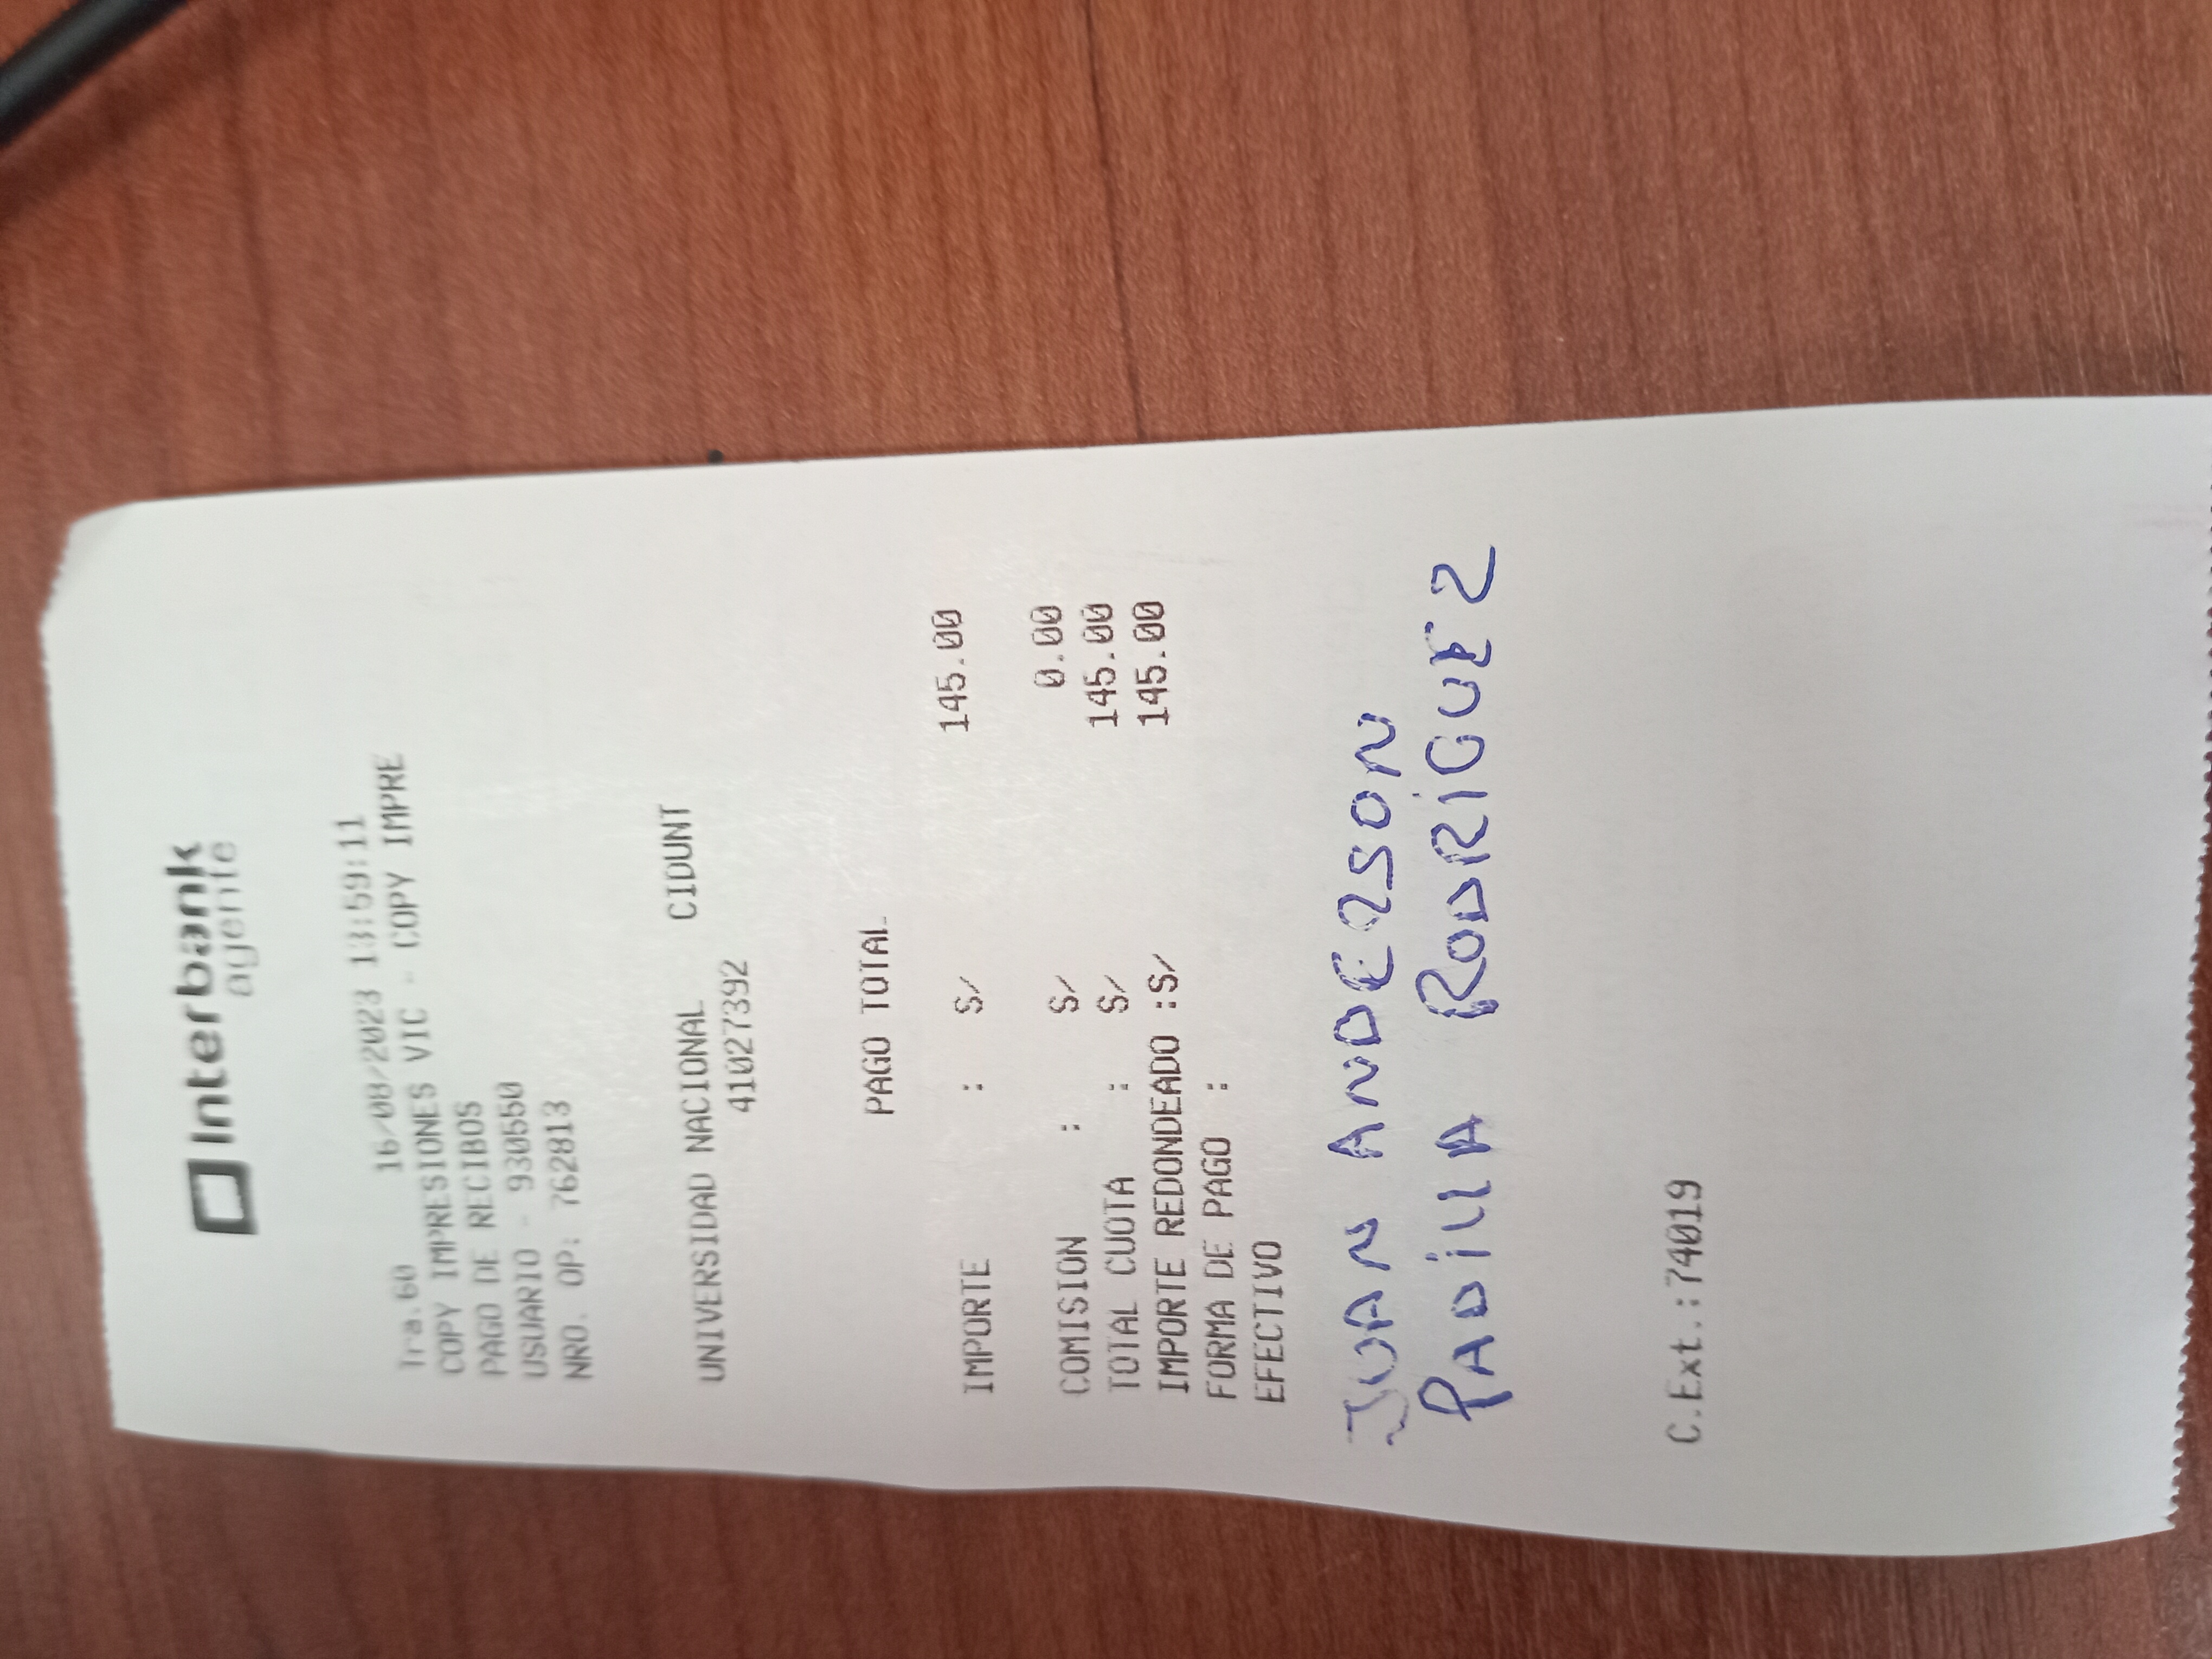 Interbank
agente
Tra.60 16/08/2023 13:59:11
COPY IMPRESIONES VIC - COPY IMPRE
PAGO DE RECIBOS
USUARIO - 930550
NRO. OP: 762813
UNIVERSIDAD NACIONAL CIDUNT
41027392
PAGO TOTAL
IMPORTE : S/ 145.00
COMISION : S/ 0.00
TOTAL CUOTA : S/ 145.00
IMPORTE REDONDEADO :S/ 145.00
FORMA DE PAGO :
EFECTIVO
JUAN ANDERSON
PADILLA RODRIGUEZ
C.Ext.:74019